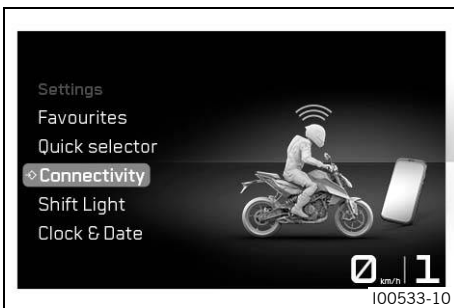 Settings
Favourites
Quick selector
Connectivity
Shift Light
Clock & Date
0 km/h 1
I00533-10